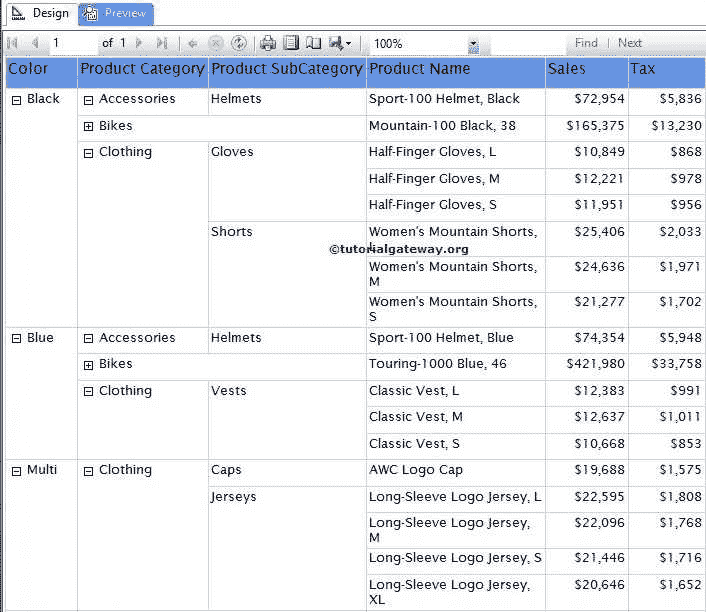 Design Preview
1 of 1 100% Find | Next
Color Product Category Product SubCategory Product Name Sales Tax
Black Accessories Helmets Sport-100 Helmet, Black $72,954 $5,836
Bikes Mountain-100 Black, 38 $165,375 $13,230
Clothing Gloves Half-Finger Gloves, L $10,849 $868
Half-Finger Gloves, M $12,221 $978
Half-Finger Gloves, S $11,951 $956
Shorts Women's Mountain Shorts, $25,406 $2,033
L
©tutorialgateway.org
Women's Mountain Shorts, $24,636 $1,971
M
Women's Mountain Shorts, $21,277 $1,702
S
Blue Accessories Helmets Sport-100 Helmet, Blue $74,354 $5,948
Bikes Touring-1000 Blue, 46 $421,980 $33,758
Clothing Vests Classic Vest, L $12,383 $991
Classic Vest, M $12,637 $1,011
Classic Vest, S $10,668 $853
Multi Clothing Caps AWC Logo Cap $19,688 $1,575
Jerseys Long-Sleeve Logo Jersey, L $22,595 $1,808
Long-Sleeve Logo Jersey, $22,096 $1,768
M
Long-Sleeve Logo Jersey, S $21,446 $1,716
Long-Sleeve Logo Jersey, $20,646 $1,652
XL